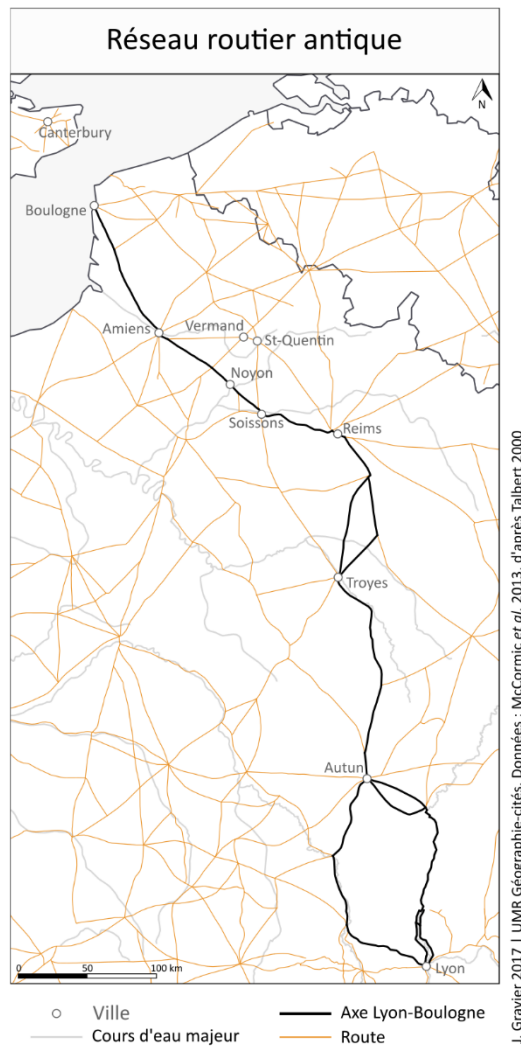 Réseau routier antique
N
Canterbury
Boulogne
Amiens
Vermand
St-Quentin
Noyon
Soissons
Reims
Troyes
Autun
Lyon
0 50 100 km
Ville
Axe Lyon-Boulogne
Cours d'eau majeur
Route
J. Gravier 2017 | UMR Géographie-cités. Données : McCormic et al. 2013, d'après Talbert 2000